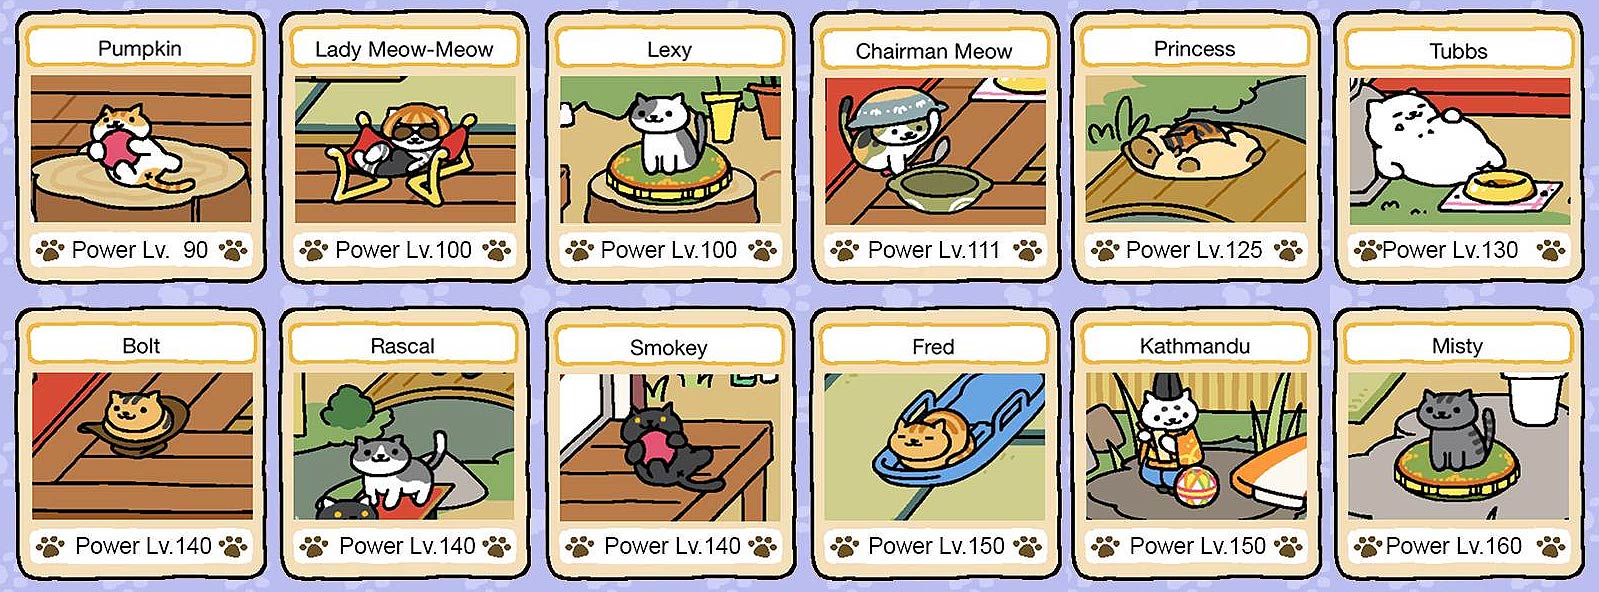 Pumpkin
Lady Meow-Meow
Lexy
Chairman Meow
Princess
Tubbs
Power Lv. 90
Power Lv.100
Power Lv.100
Power Lv.111
Power Lv.125
Power Lv.130
Bolt
Rascal
Smokey
Fred
Kathmandu
Misty
Power Lv.140
Power Lv.140
Power Lv.140
Power Lv.150
Power Lv.150
Power Lv.160